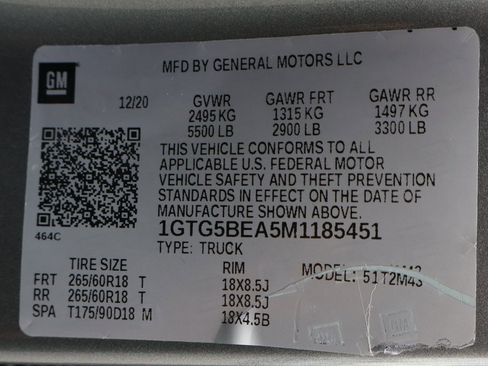 MFD BY GENERAL MOTORS LLC
GM
12/20 GVWR GAWR FRT GAWR RR
2495 KG 1315 KG 1497 KG
5500 LB 2900 LB 3300 LB
THIS VEHICLE CONFORMS TO ALL
APPLICABLE U.S. FEDERAL MOTOR
VEHICLE SAFETY AND THEFT PREVENTION
STANDARDS IN EFFECT ON THE DATE OF
MANUFACTURE SHOWN ABOVE.
1GTG5BEA5M1185451
464C
TYPE: TRUCK
TIRE SIZE RIM MODEL: 51T2M43
FRT 265/60R18 T 18X8.5J
RR 265/60R18 T 18X8.5J
SPA T175/90D18 M 18X4.5B
GM